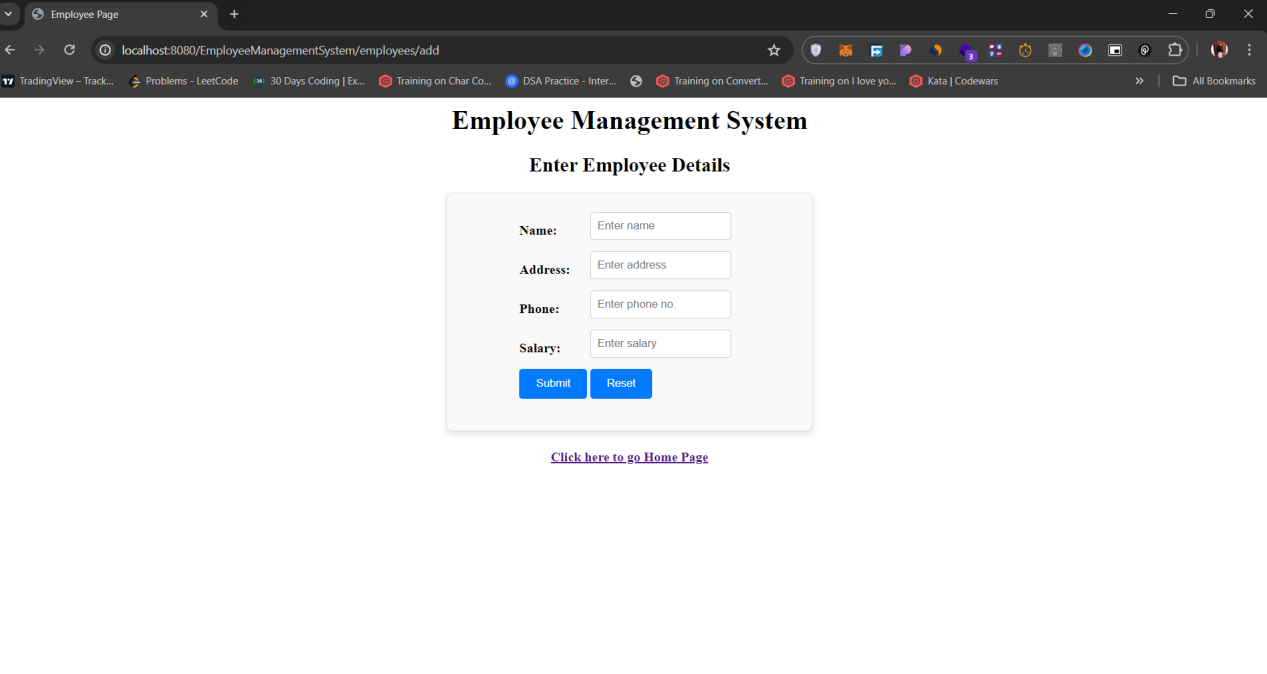 Employee Page
localhost:8080/EmployeeManagementSystem/employees/add
3
TradingView – Track... Problems - LeetCode 30 Days Coding | Ex... Training on Char Co... DSA Practice - Inter... Training on Convert... Training on I love yo... Kata | Codewars » All Bookmarks
Employee Management System
Enter Employee Details
Name: Enter name
Address: Enter address
Phone: Enter phone no.
Salary: Enter salary
Submit Reset
Click here to go Home Page